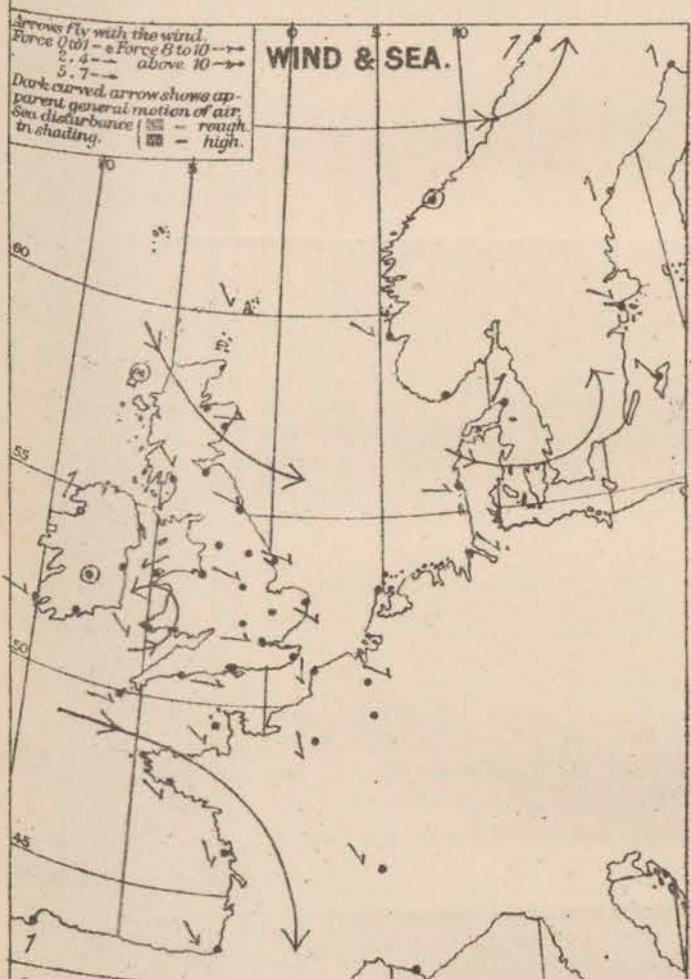 Arrows fly with the wind.
Force 0 to 1 - Force 8 to 10 -
2. 4 - above 10 -
5. 7 -
Dark curved arrow shows ap-
parent general motion of air.
Sea disturbance - rough.
in shading. - high.
WIND & SEA.
0 5 10
10 5 0
60
55
50
45